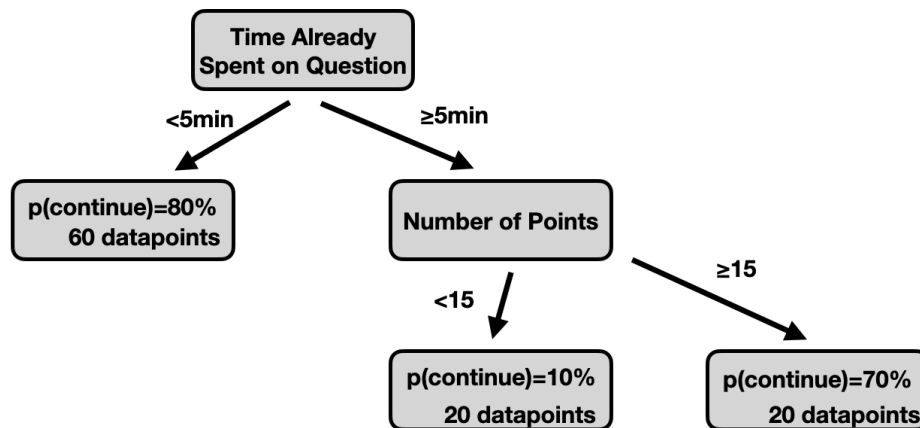 Time Already
Spent on Question
<5min
≥5min
p(continue)=80%
60 datapoints
Number of Points
<15
≥15
p(continue)=10%
20 datapoints
p(continue)=70%
20 datapoints